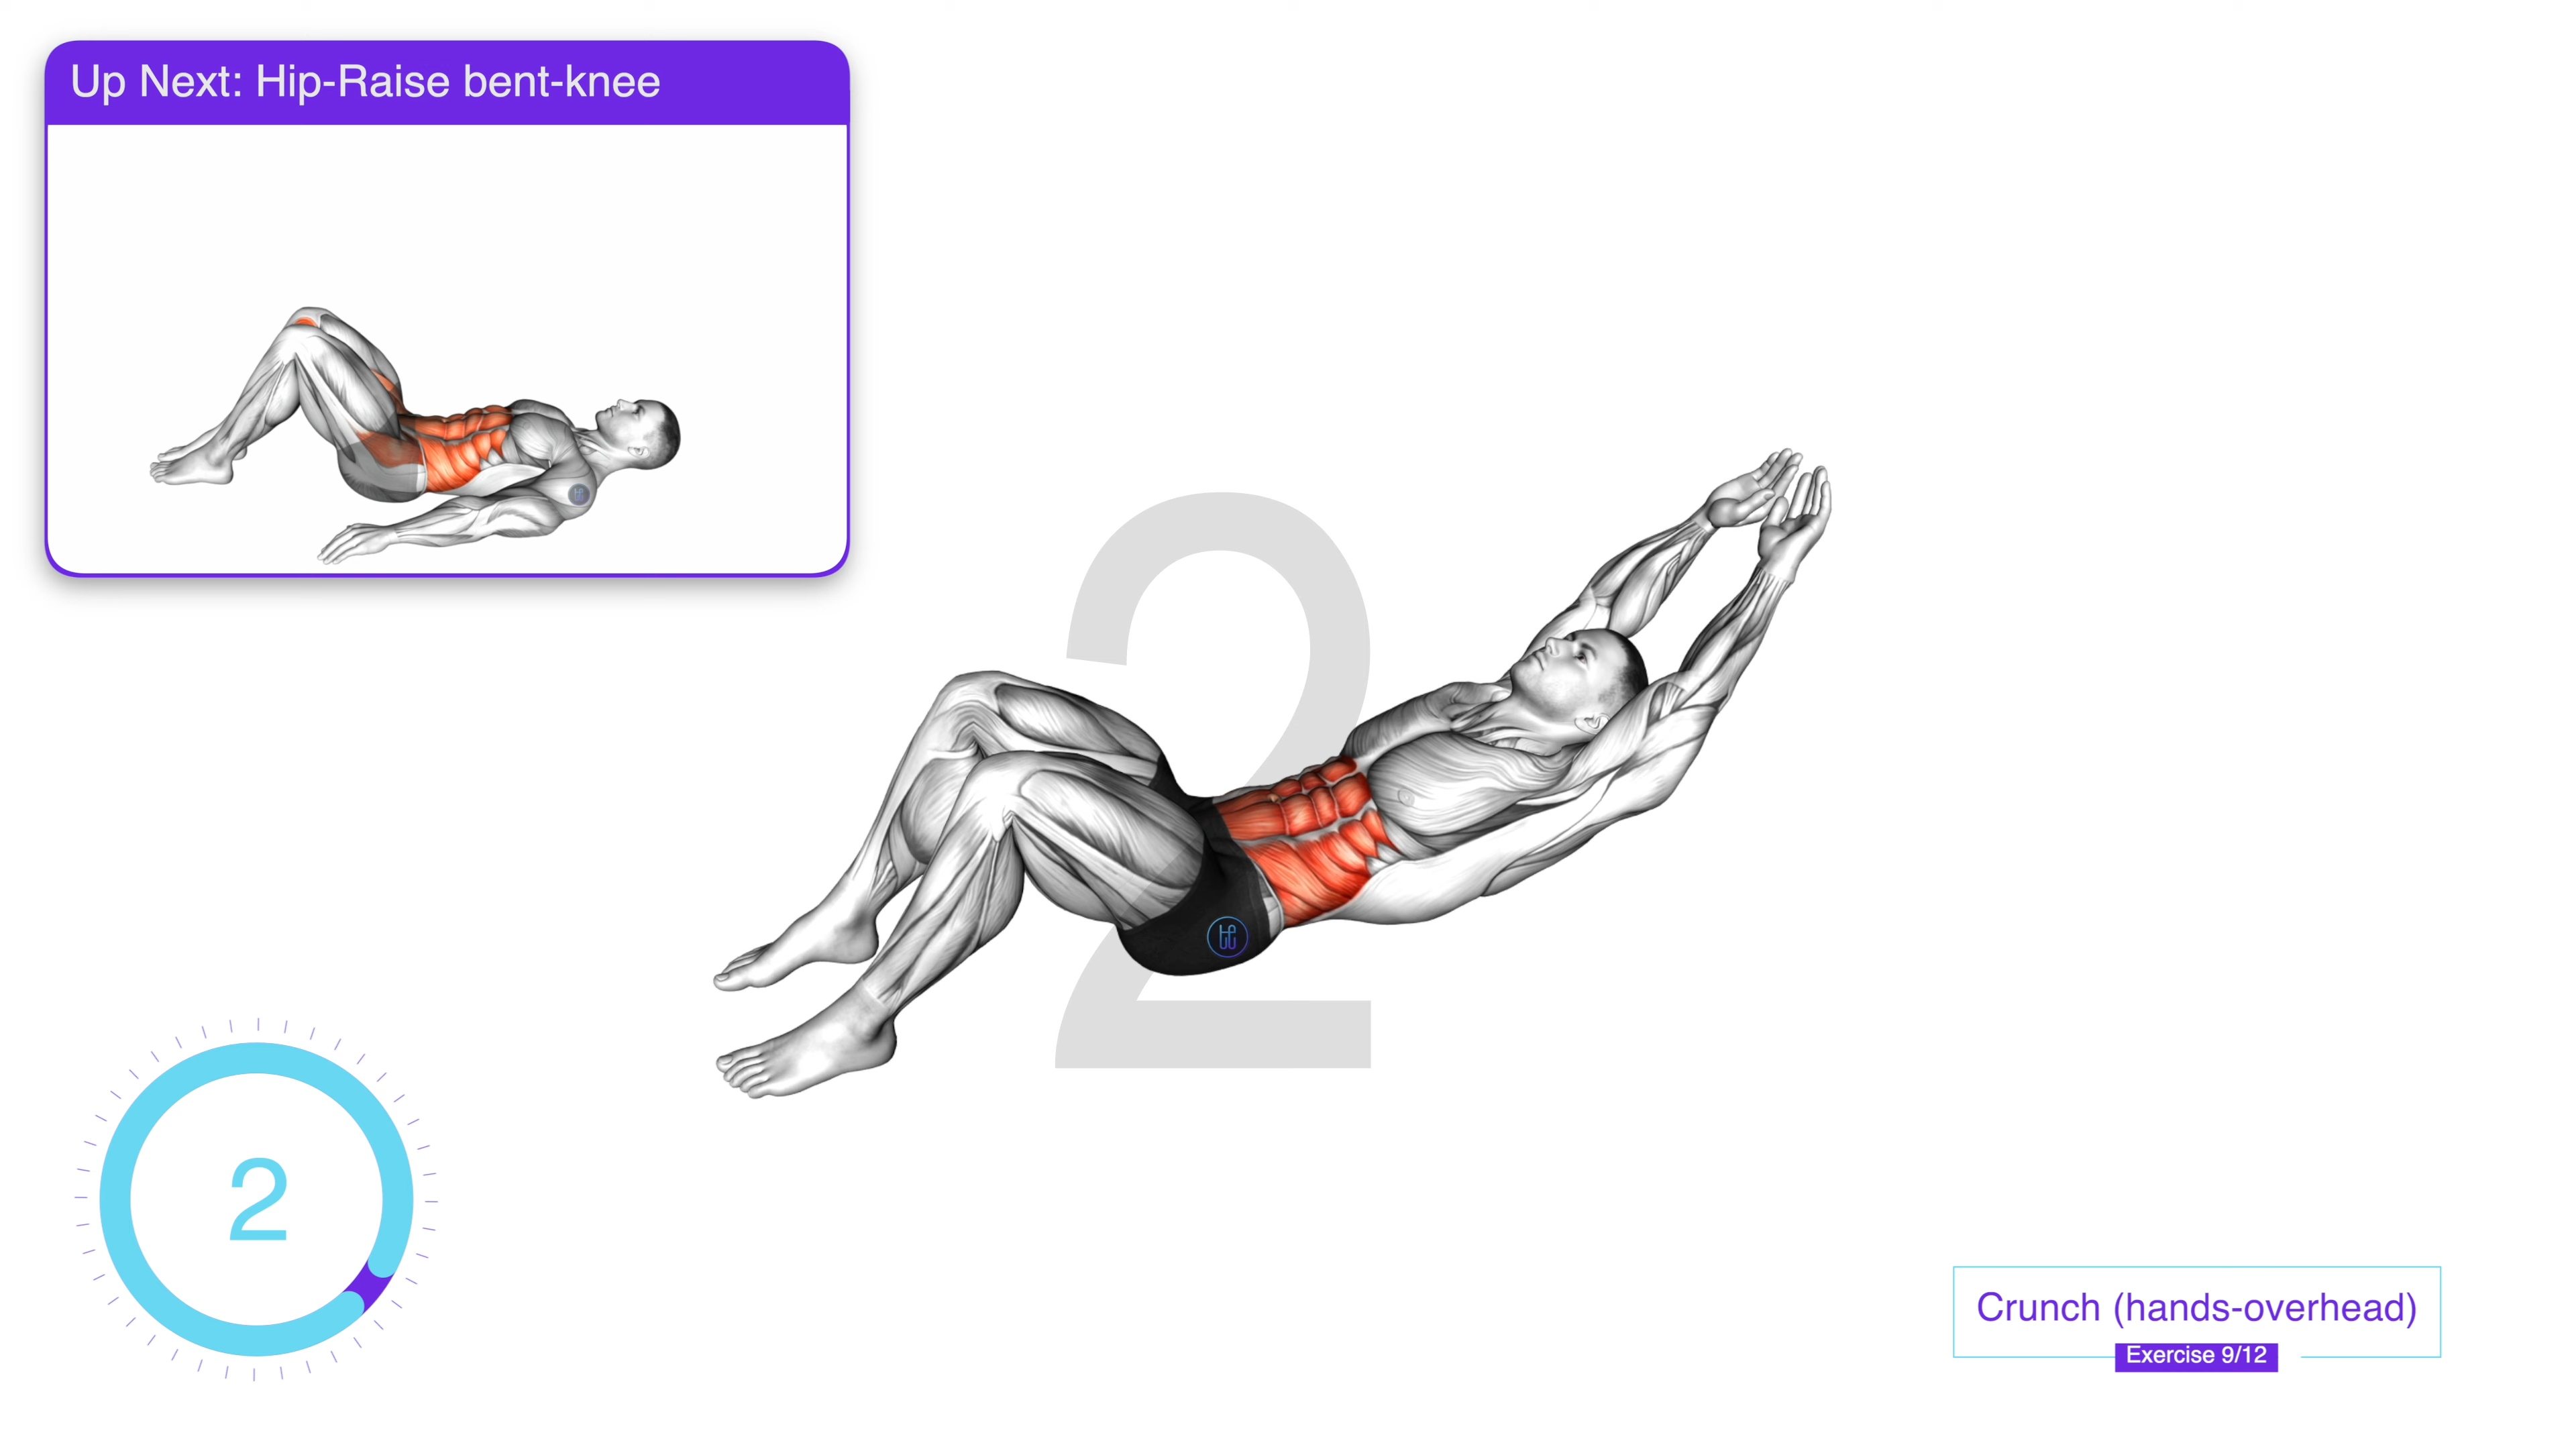 Up Next: Hip-Raise bent-knee
2
2
Crunch (hands-overhead)
Exercise 9/12